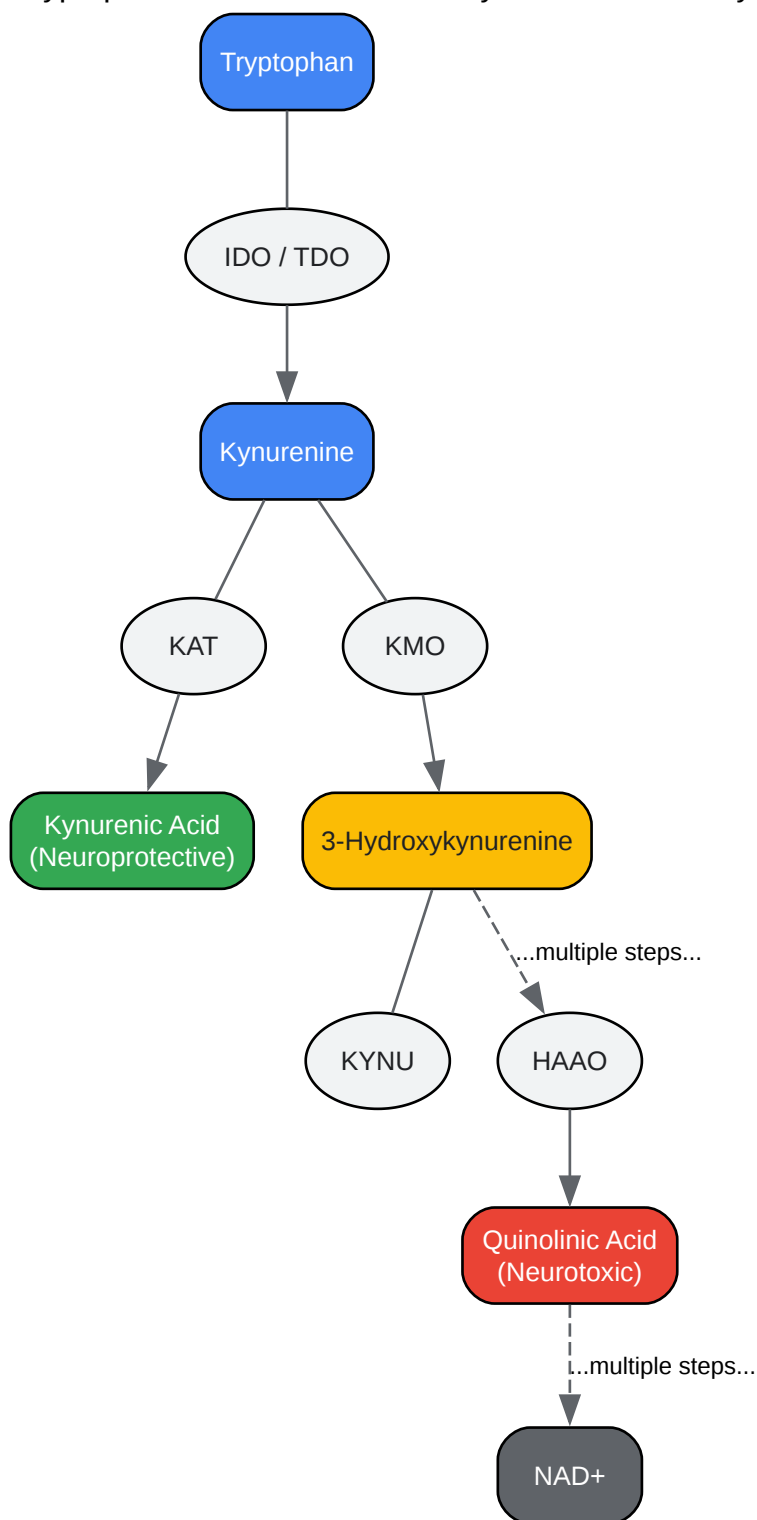 Tryptophan
IDO / TDO
Kynurenine
KAT
KMO
Kynurenic Acid
(Neuroprotective)
3-Hydroxykynurenine
...multiple steps...
KYNU
HAAO
Quinolinic Acid
(Neurotoxic)
...multiple steps...
NAD+